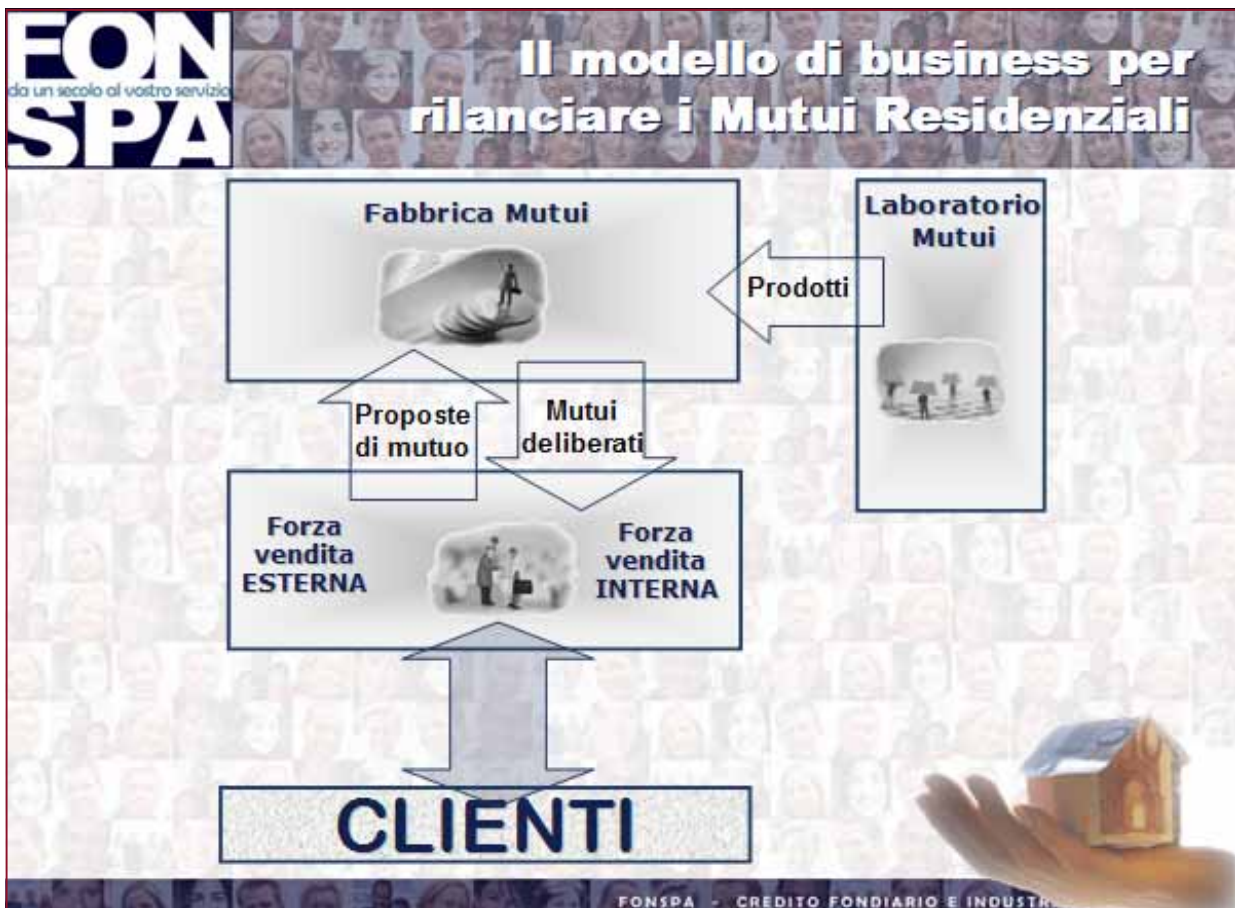 FON
da un secolo al vostro servizio
SPA
Il modello di business per
rilanciare i Mutui Residenziali
Fabbrica Mutui
Laboratorio
Mutui
Prodotti
Proposte
di mutuo
Mutui
deliberati
Forza
vendita
ESTERNA
Forza
vendita
INTERNA
CLIENTI
FONSPA - CREDITO FONDIARIO E INDUSTR